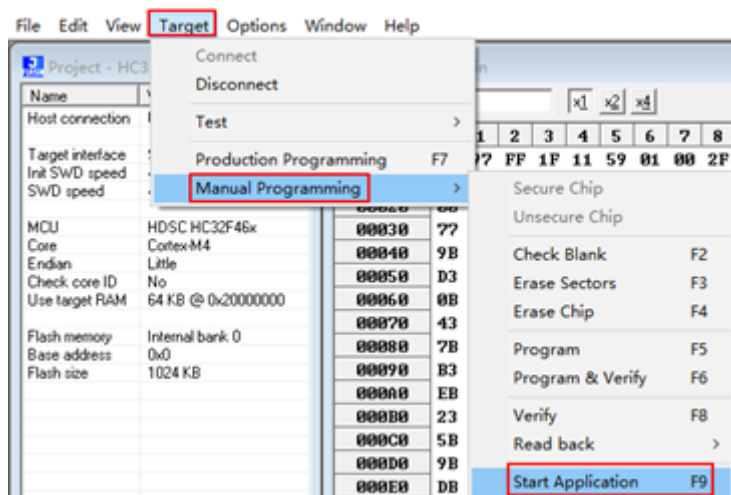 File Edit View Target Options Window Help
Project - HC3
Connect
Disconnect
Test >
Production Programming F7
Manual Programming >
Secure Chip
Unsecure Chip
Check Blank F2
Erase Sectors F3
Erase Chip F4
Program F5
Program & Verify F6
Verify F8
Read back >
Start Application F9
Name
Host connection
Target interface
Init SWD speed
SWD speed
MCU HDSC HC32F46x
Core Cortex-M4
Endian Little
Check core ID No
Use target RAM 64 KB @ 0x20000000
Flash memory Internal bank 0
Base address 0x0
Flash size 1024 KB
x1 x2 x4
1 2 3 4 5 6 7 8
77 FF 1F 11 59 01 00 2F
00030 77
00040 9B
00050 D3
00060 0B
00070 43
00080 7B
00090 B3
000A0 EB
000B0 23
000C0 5B
000D0 9B
000E0 DB